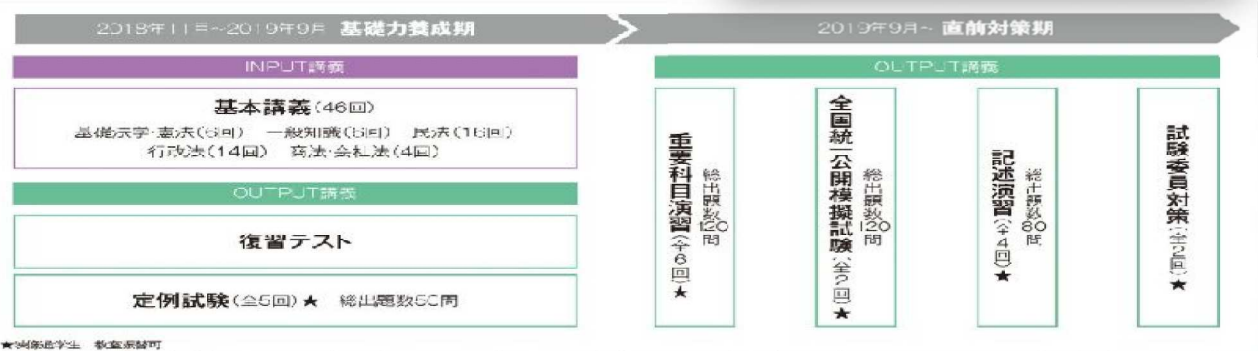 2018年11月~2019年9月 基礎力養成期
2019年9月~ 直前対策期
INPUT講義
基本講義(46回)
基礎法学·憲法(6回) 一般知識(6回) 民法(16回)
行政法(14回) 商法·会社法(4回)
OUTPUT講義
復習テスト
定例試験(全5回)★ 総出題数50問
OUTPUT講義
重要科目演習(全6回)★
総出題数120問
全国統一公開模擬試験(全2回)★
総出題数120問
記述演習(全4回)★
総出題数80問
試験委員対策(全2回)★
教室振替可